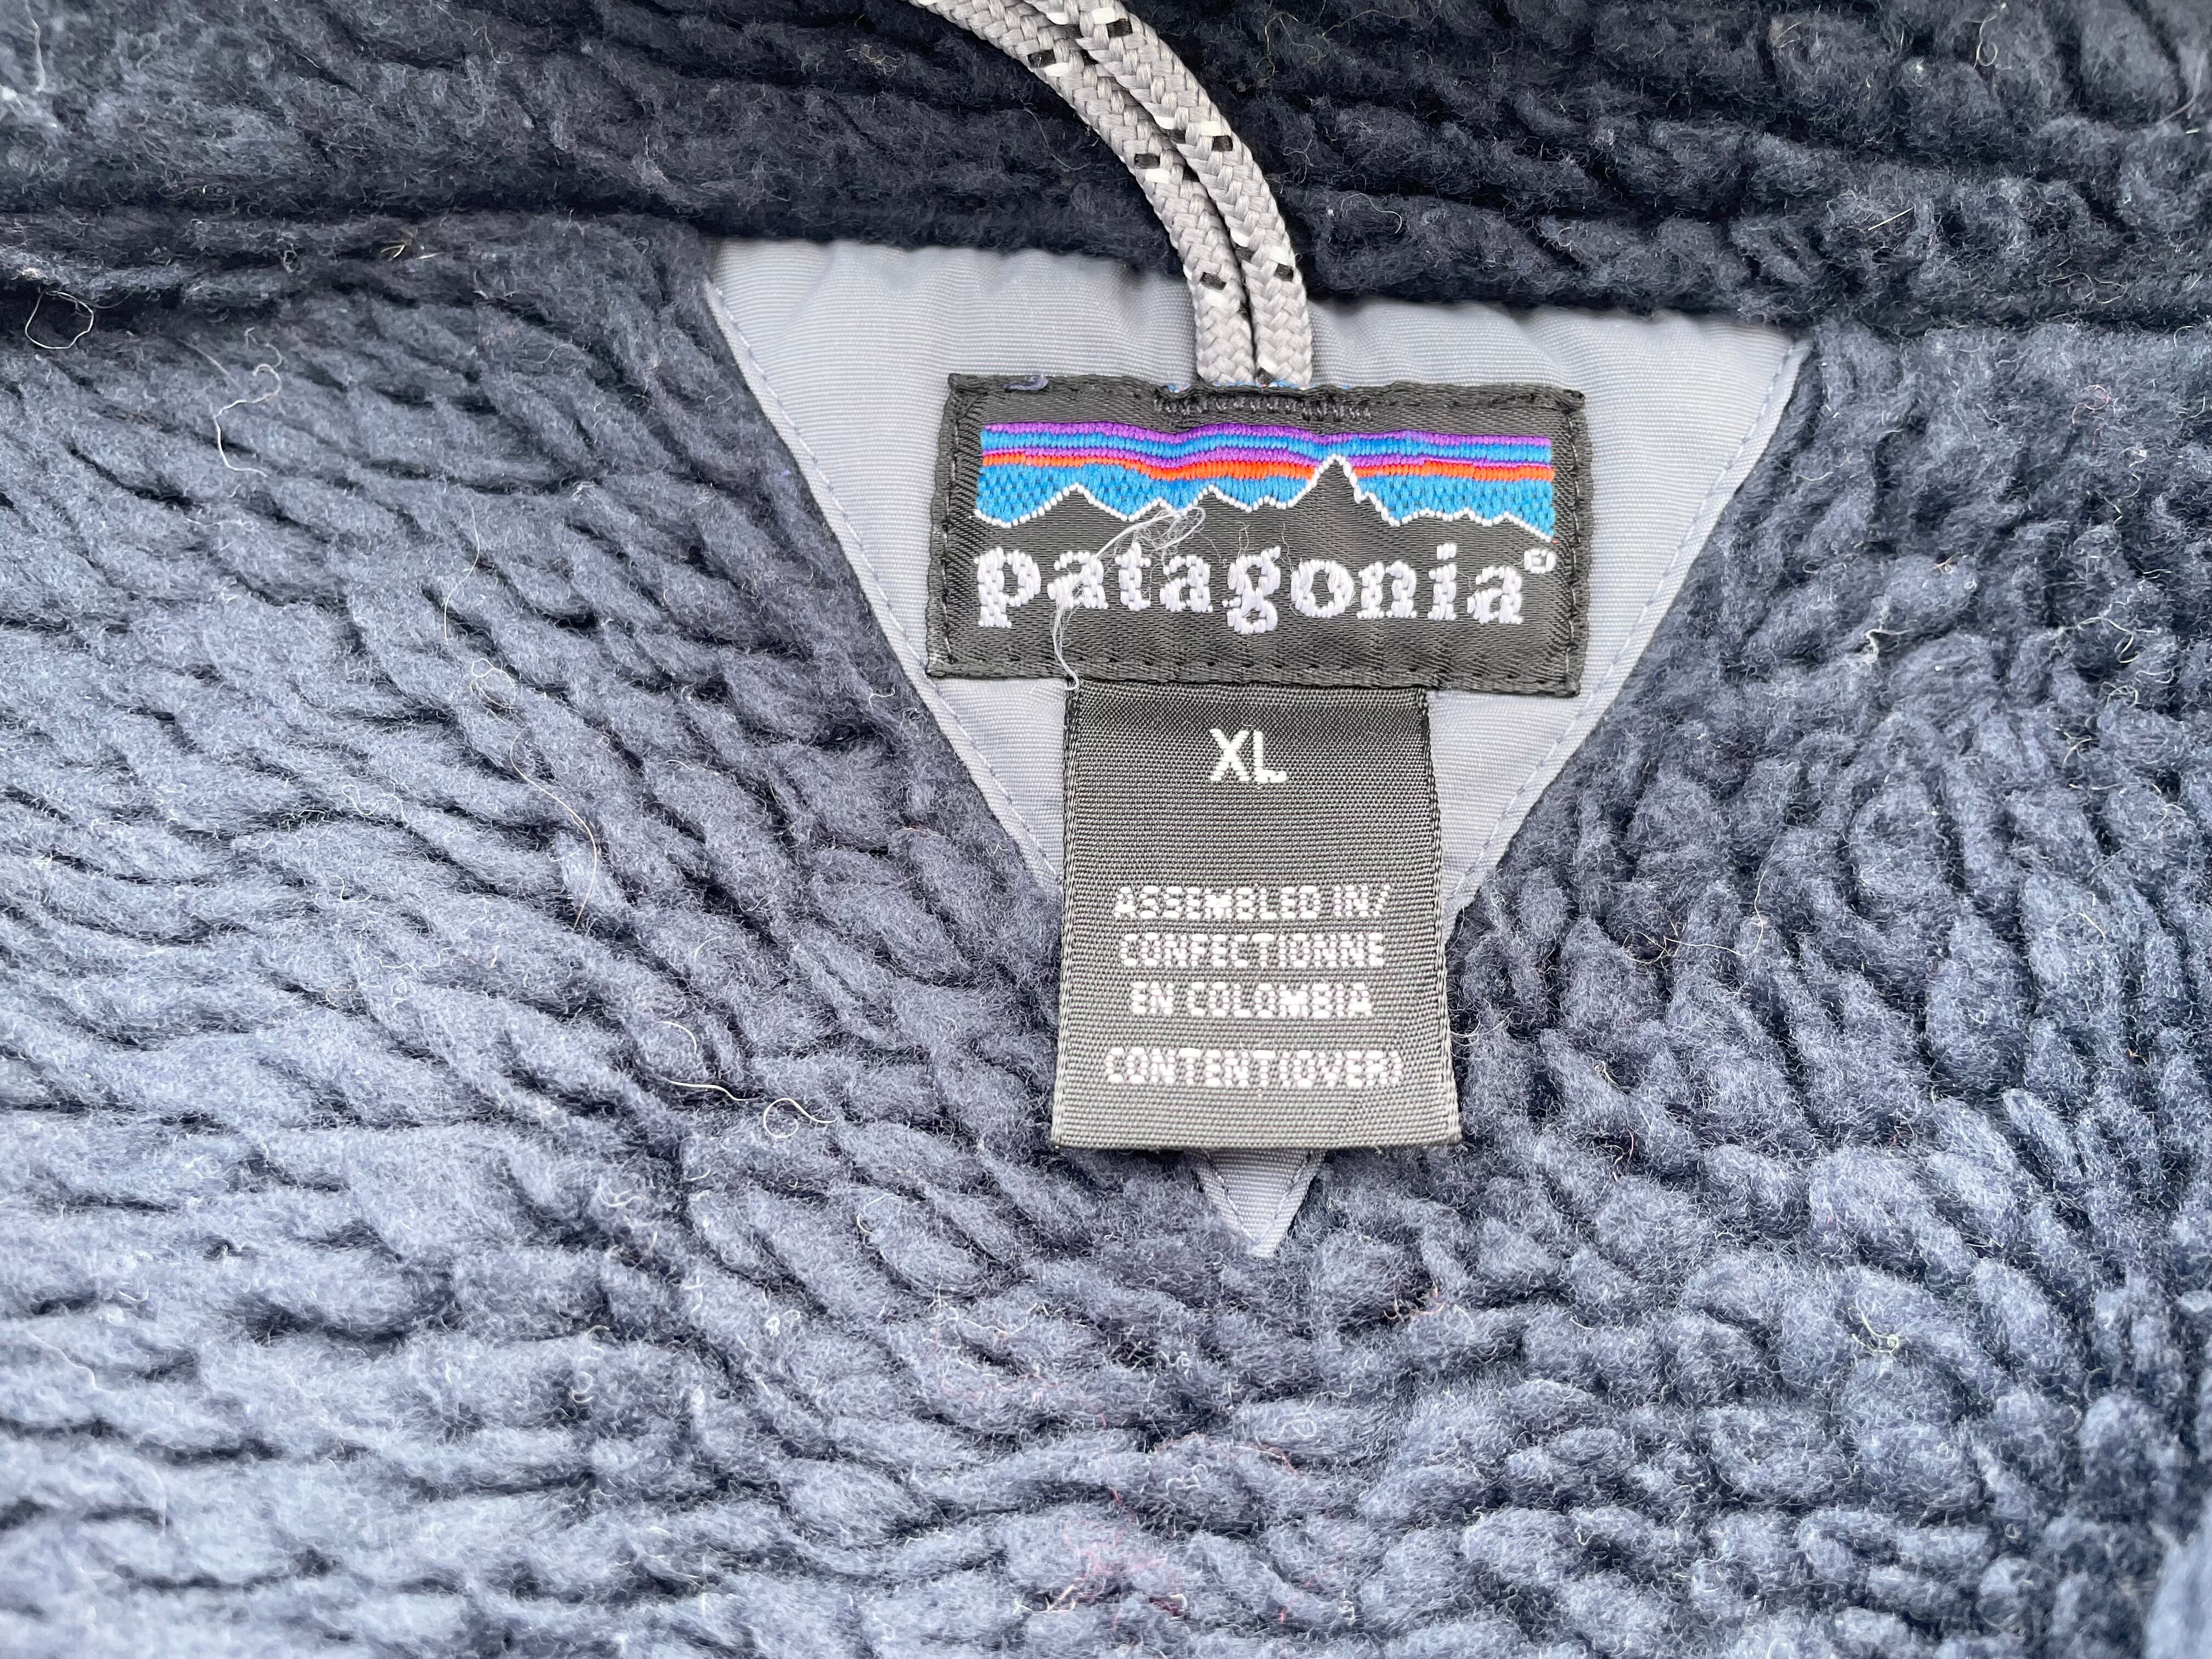 patagonia®
XL
ASSEMBLED IN/
CONFECTIONNE
EN COLOMBIA
CONTENT(OVER)